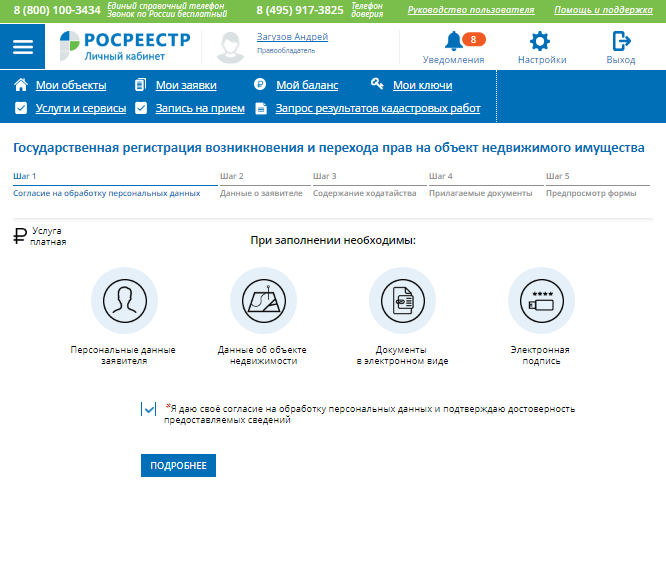 8 (800) 100-3434 Единый справочный телефон 8 (495) 917-3825 Телефон Руководство пользователя Помощь и поддержка
Звонок по России бесплатный доверия
РОСРЕЕСТР
Личный кабинет
Загузов Андрей
Правообладатель
8
Уведомления Настройки Выход
Мои объекты Мои заявки Мой баланс Мои ключи
Услуги и сервисы Запись на прием Запрос результатов кадастровых работ
Государственная регистрация возникновения и перехода прав на объект недвижимого имущества
Шаг 1 Шаг 2 Шаг 3 Шаг 4 Шаг 5
Согласие на обработку персональных данных Данные о заявителе Содержание ходатайства Прилагаемые документы Предпросмотр формы
Услуга
платная
При заполнении необходимы:
Персональные данные
заявителя
Данные об объекте
недвижимости
Документы
в электронном виде
Электронная
подпись
*Я даю своё согласие на обработку персональных данных и подтверждаю достоверность
предоставляемых сведений
ПОДРОБНЕЕ